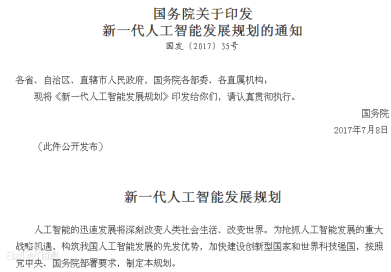 国务院关于印发
新一代人工智能发展规划的通知
国发〔2017〕35号
各省、自治区、直辖市人民政府，国务院各部委、各直属机构：
现将《新一代人工智能发展规划》印发给你们，请认真贯彻执行。
国务院
2017年7月8日
（此件公开发布）
新一代人工智能发展规划
人工智能的迅速发展将深刻改变人类社会生活、改变世界。为抢抓人工智能发展的重大
战略机遇，构筑我国人工智能发展的先发优势，加快建设创新型国家和世界科技强国，按照
党中央、国务院部署要求，制定本规划。